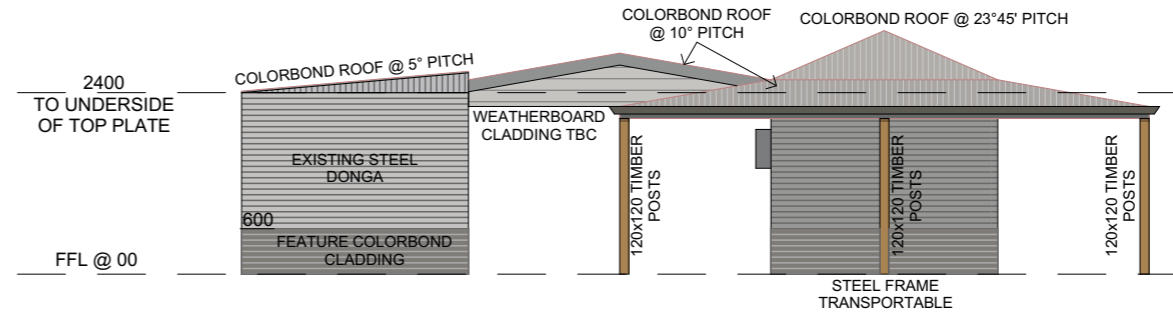 COLORBOND ROOF
@ 10° PITCH
COLORBOND ROOF @ 23°45' PITCH
COLORBOND ROOF @ 5° PITCH
2400
TO UNDERSIDE
OF TOP PLATE
WEATHERBOARD
CLADDING TBC
EXISTING STEEL
DONGA
120x120 TIMBER
POSTS
120x120 TIMBER
POSTS
120x120 TIMBER
POSTS
600
FEATURE COLORBOND
CLADDING
FFL @ 00
STEEL FRAME
TRANSPORTABLE